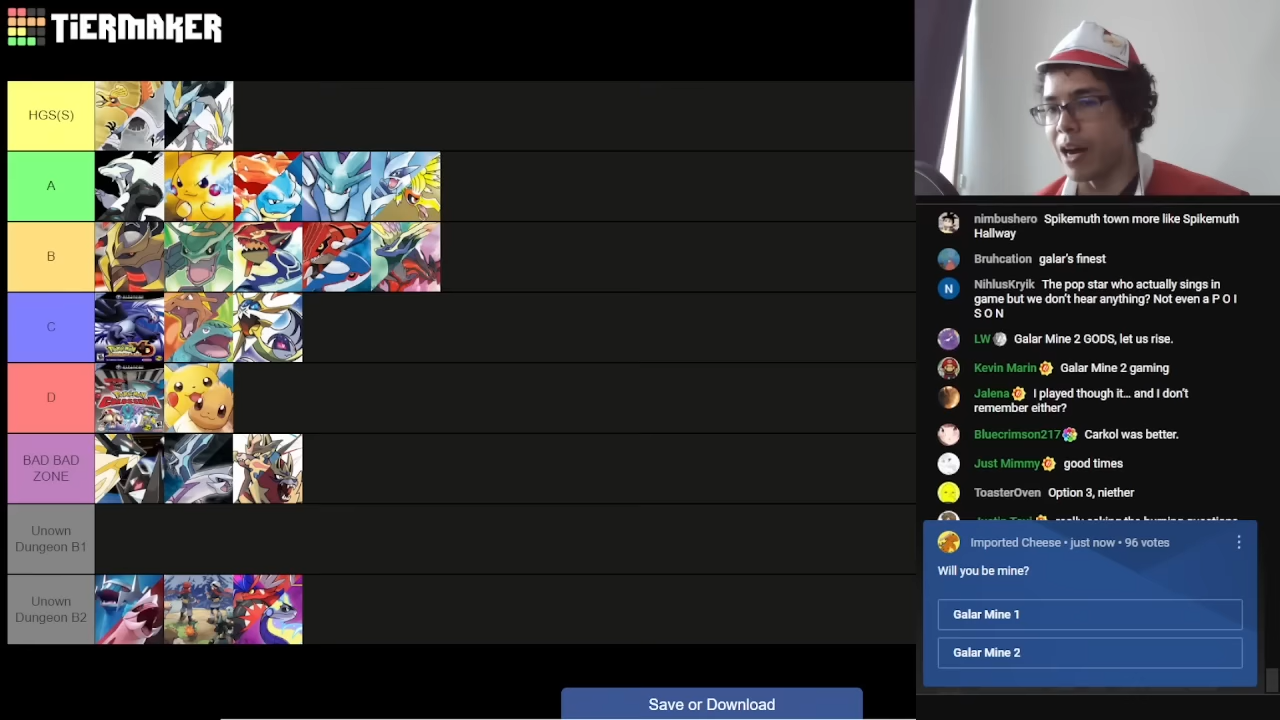 TiERMAKER
HGS(S)
A
B
C
D
BAD BAD
ZONE
Unown
Dungeon B1
Unown
Dungeon B2
Save or Download
nimbushero Spikemuth town more like Spikemuth
Hallway
Bruhcation galar's finest
N
NihlusKryik The pop star who actually sings in
game but we don't hear anything? Not even a P O I
S O N
LW Galar Mine 2 GODS, let us rise.
Kevin Marin Galar Mine 2 gaming
Jalena I played though it... and I don't
remember either?
Bluecrimson217 Carkol was better.
Just Mimmy good times
ToasterOven Option 3, niether
Imported Cheese • just now • 96 votes
Will you be mine?
Galar Mine 1
Galar Mine 2